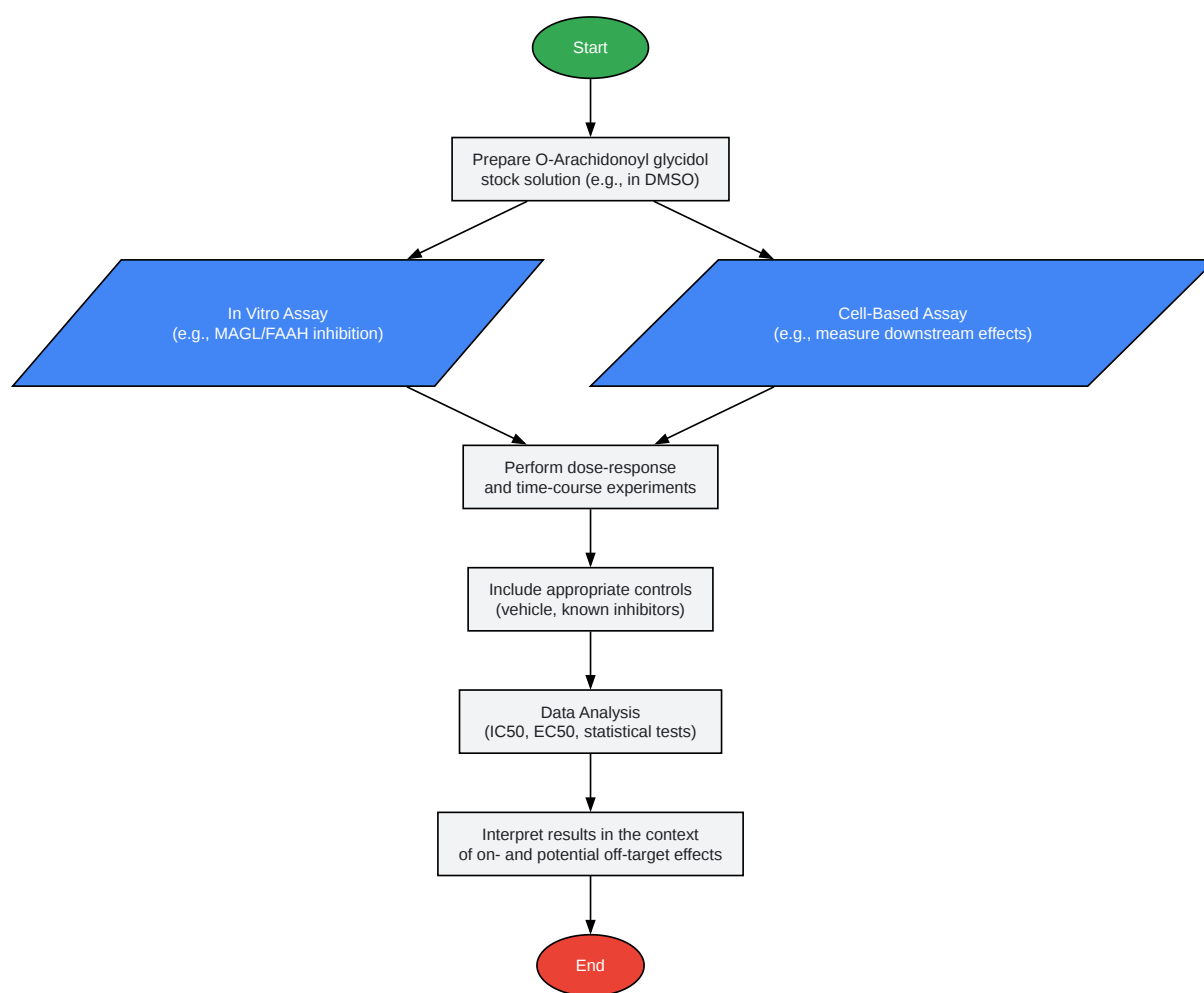 Start
Prepare O-Arachidonoyl glycidol
stock solution (e.g., in DMSO)
In Vitro Assay
(e.g., MAGL/FAAH inhibition)
Cell-Based Assay
(e.g., measure downstream effects)
Perform dose-response
and time-course experiments
Include appropriate controls
(vehicle, known inhibitors)
Data Analysis
(IC50, EC50, statistical tests)
Interpret results in the context
of on- and potential off-target effects
End